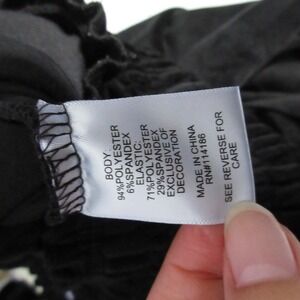 BODY:
94%POLYESTER
6%SPANDEX
ELASTIC:
71%POLYESTER
29%SPANDEX
EXCLUSIVE OF
DECORATION
MADE IN CHINA
RN#114186
SEE REVERSE FOR
CARE